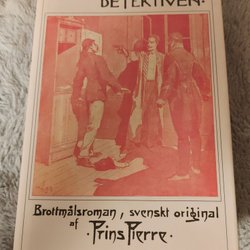 DETEKTIVEN.
Brottmålsroman, svenskt original
af
·Prins Pierre·